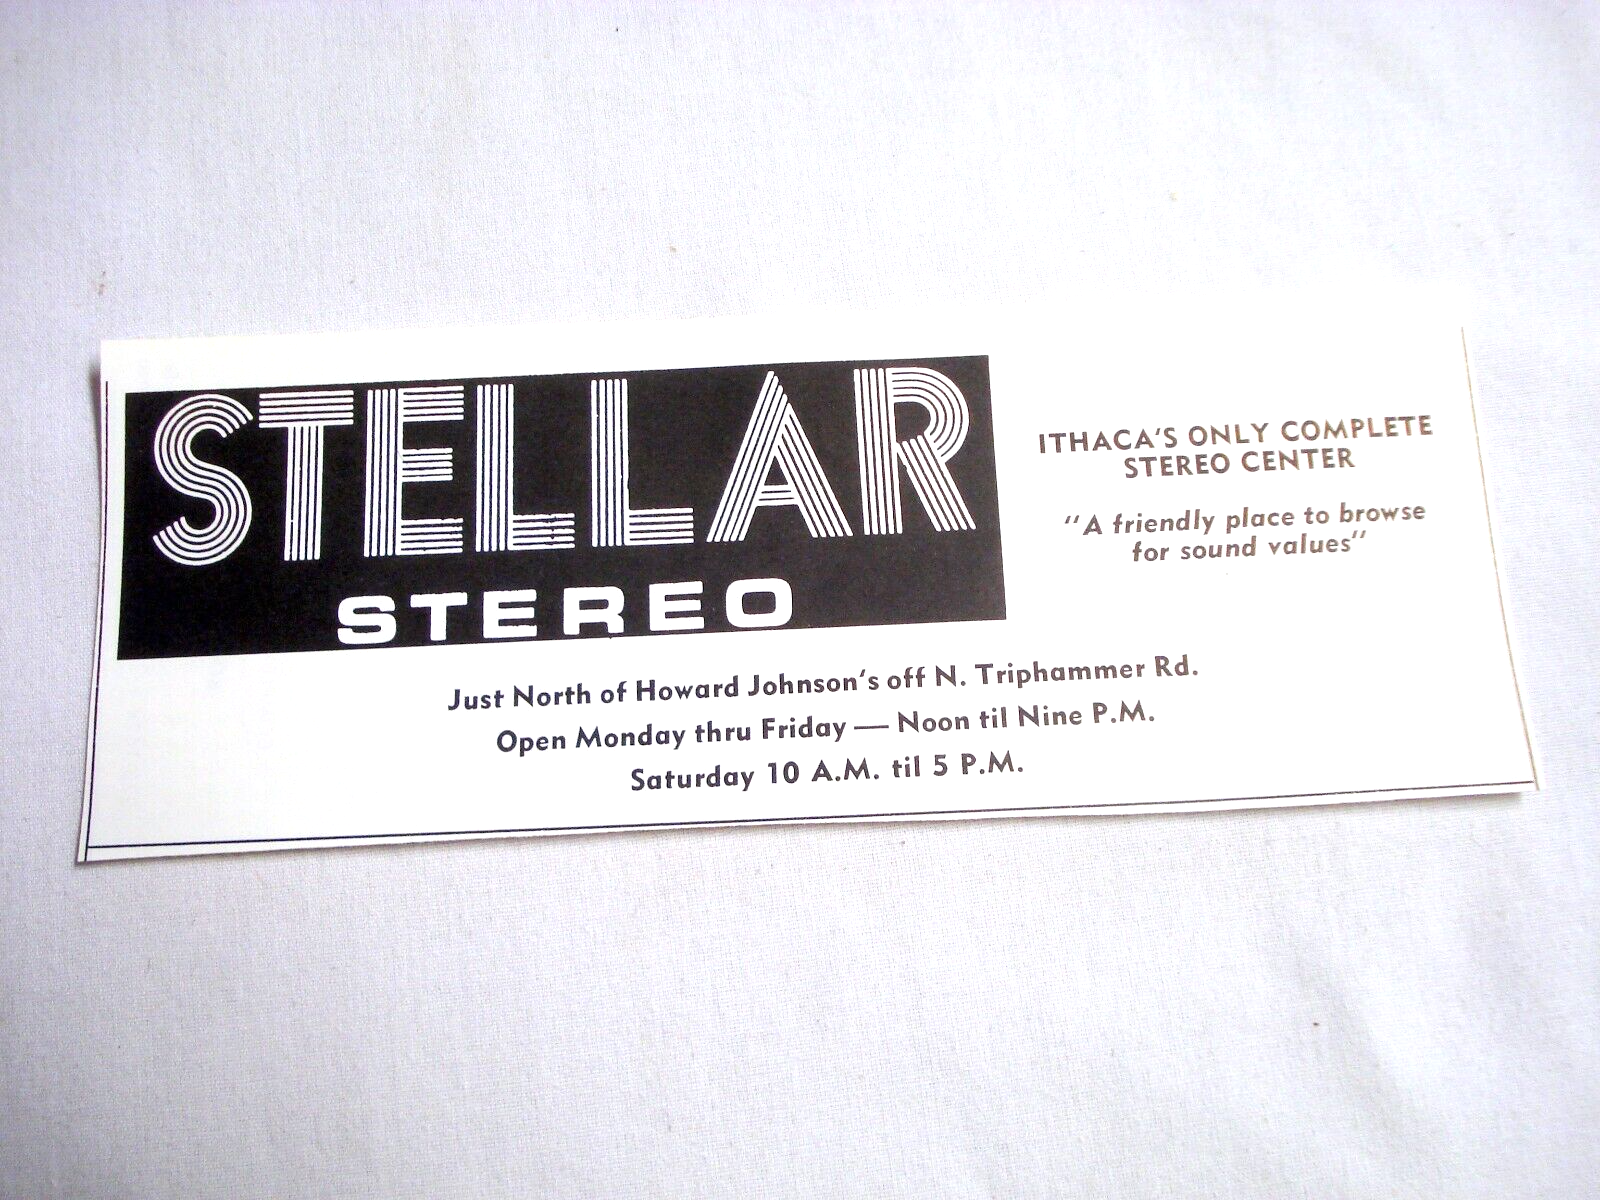 STELLAR
STEREO
ITHACA'S ONLY COMPLETE
STEREO CENTER
"A friendly place to browse
for sound values"
Just North of Howard Johnson's off N. Triphammer Rd.
Open Monday thru Friday — Noon til Nine P.M.
Saturday 10 A.M. til 5 P.M.